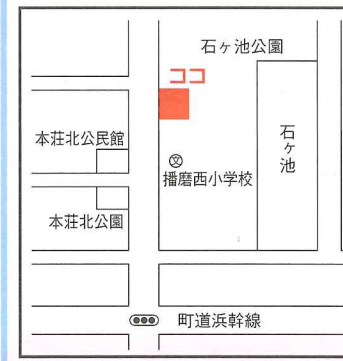 石ヶ池公園
ココ
本荘北公民館
石ヶ池
文
播磨西小学校
本荘北公園
町道浜幹線